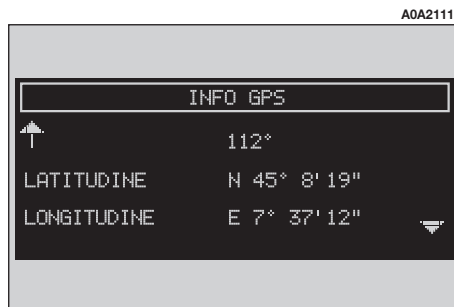 A0A2111
INFO GPS
112°
LATITUDINE N 45° 8' 19"
LONGITUDINE E 7° 37' 12"